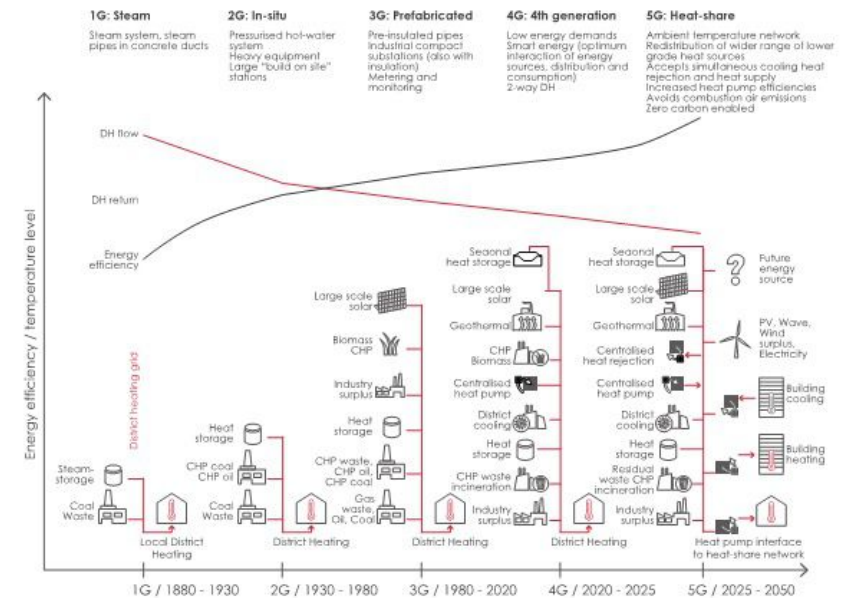 1G: Steam
Steam system, steam
pipes in concrete ducts
2G: In-situ
Pressurised hot-water
system
Heavy equipment
Large "build on site"
stations
3G: Prefabricated
Pre-insulated pipes
Industrial compact
substations (also with
insulation)
Metering and
monitoring
4G: 4th generation
Low energy demands
Smart energy (optimum
interaction of energy
sources, distribution and
consumption)
2-way DH
5G: Heat-share
Ambient temperature network
Redistribution of wider range of lower
grade heat sources
Accepts simultaneous cooling heat
rejection and heat supply
Increased heat pump efficiencies
Avoids combustion air emissions
Zero carbon enabled
Energy efficiency / temperature level
DH flow
DH return
Energy
efficiency
District heating grid
Steam-
storage
Coal
Waste
Local District
Heating
Heat
storage
CHP coal
CHP oil
Coal
Waste
District Heating
Large scale
solar
Biomass
CHP
Industry
surplus
Heat
storage
CHP waste,
CHP oil,
CHP coal
Gas
waste,
Oil, Coal
District Heating
Seaonal
heat storage
Large scale
solar
Geothermal
CHP
Biomass
Centralised
heat pump
District
cooling
Heat
storage
CHP waste
incineration
Industry
surplus
District Heating
Seaonal
heat storage
Large scale
solar
Geothermal
Centralised
heat rejection
Centralised
heat pump
District
cooling
Heat
storage
Residual
waste CHP
incineration
Industry
surplus
Future
energy
source
PV, Wave,
Wind
surplus,
Electricity
Building
cooling
Building
heating
Heat pump interface
to heat-share network
1G / 1880 - 1930
2G / 1930 - 1980
3G / 1980 - 2020
4G / 2020 - 2025
5G / 2025 - 2050